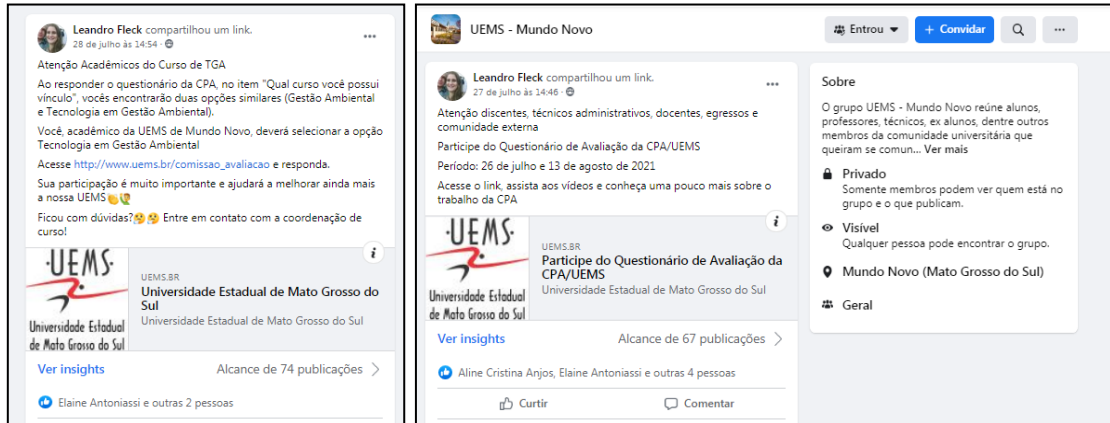 Leandro Fleck compartilhou um link.
28 de julho às 14:54 ·
Atenção Acadêmicos do Curso de TGA
Ao responder o questionário da CPA, no item "Qual curso você possui
vínculo", vocês encontrarão duas opções similares (Gestão Ambiental
e Tecnologia em Gestão Ambiental).
Você, acadêmico da UEMS de Mundo Novo, deverá selecionar a opção
Tecnologia em Gestão Ambiental
Acesse http://www.uems.br/comissao_avaliacao e responda.
Sua participação é muito importante e ajudará a melhorar ainda mais
a nossa UEMS👏🥰
Ficou com dúvidas?🤔🤔 Entre em contato com a coordenação de
curso!
·UEMS·
Universidade Estadual
de Mato Grosso do Sul
UEMS.BR
Universidade Estadual de Mato Grosso do
Sul
Universidade Estadual de Mato Grosso do Sul
Ver insights
Alcance de 74 publicações
Elaine Antoniassi e outras 2 pessoas
UEMS - Mundo Novo
Entrou
+ Convidar
Leandro Fleck compartilhou um link.
27 de julho às 14:46 ·
Atenção discentes, técnicos administrativos, docentes, egressos e
comunidade externa
Participe do Questionário de Avaliação da CPA/UEMS
Período: 26 de julho e 13 de agosto de 2021
Acesse o link, assista aos vídeos e conheça uma pouco mais sobre o
trabalho da CPA
·UEMS·
Universidade Estadual
de Mato Grosso do Sul
UEMS.BR
Participe do Questionário de Avaliação da
CPA/UEMS
Universidade Estadual de Mato Grosso do Sul
Ver insights
Alcance de 67 publicações
Aline Cristina Anjos, Elaine Antoniassi e outras 4 pessoas
Curtir
Comentar
Sobre
O grupo UEMS - Mundo Novo reúne alunos,
professores, técnicos, ex alunos, dentre outros
membros da comunidade universitária que
queiram se comun... Ver mais
Privado
Somente membros podem ver quem está no
grupo e o que publicam.
Visível
Qualquer pessoa pode encontrar o grupo.
Mundo Novo (Mato Grosso do Sul)
Geral